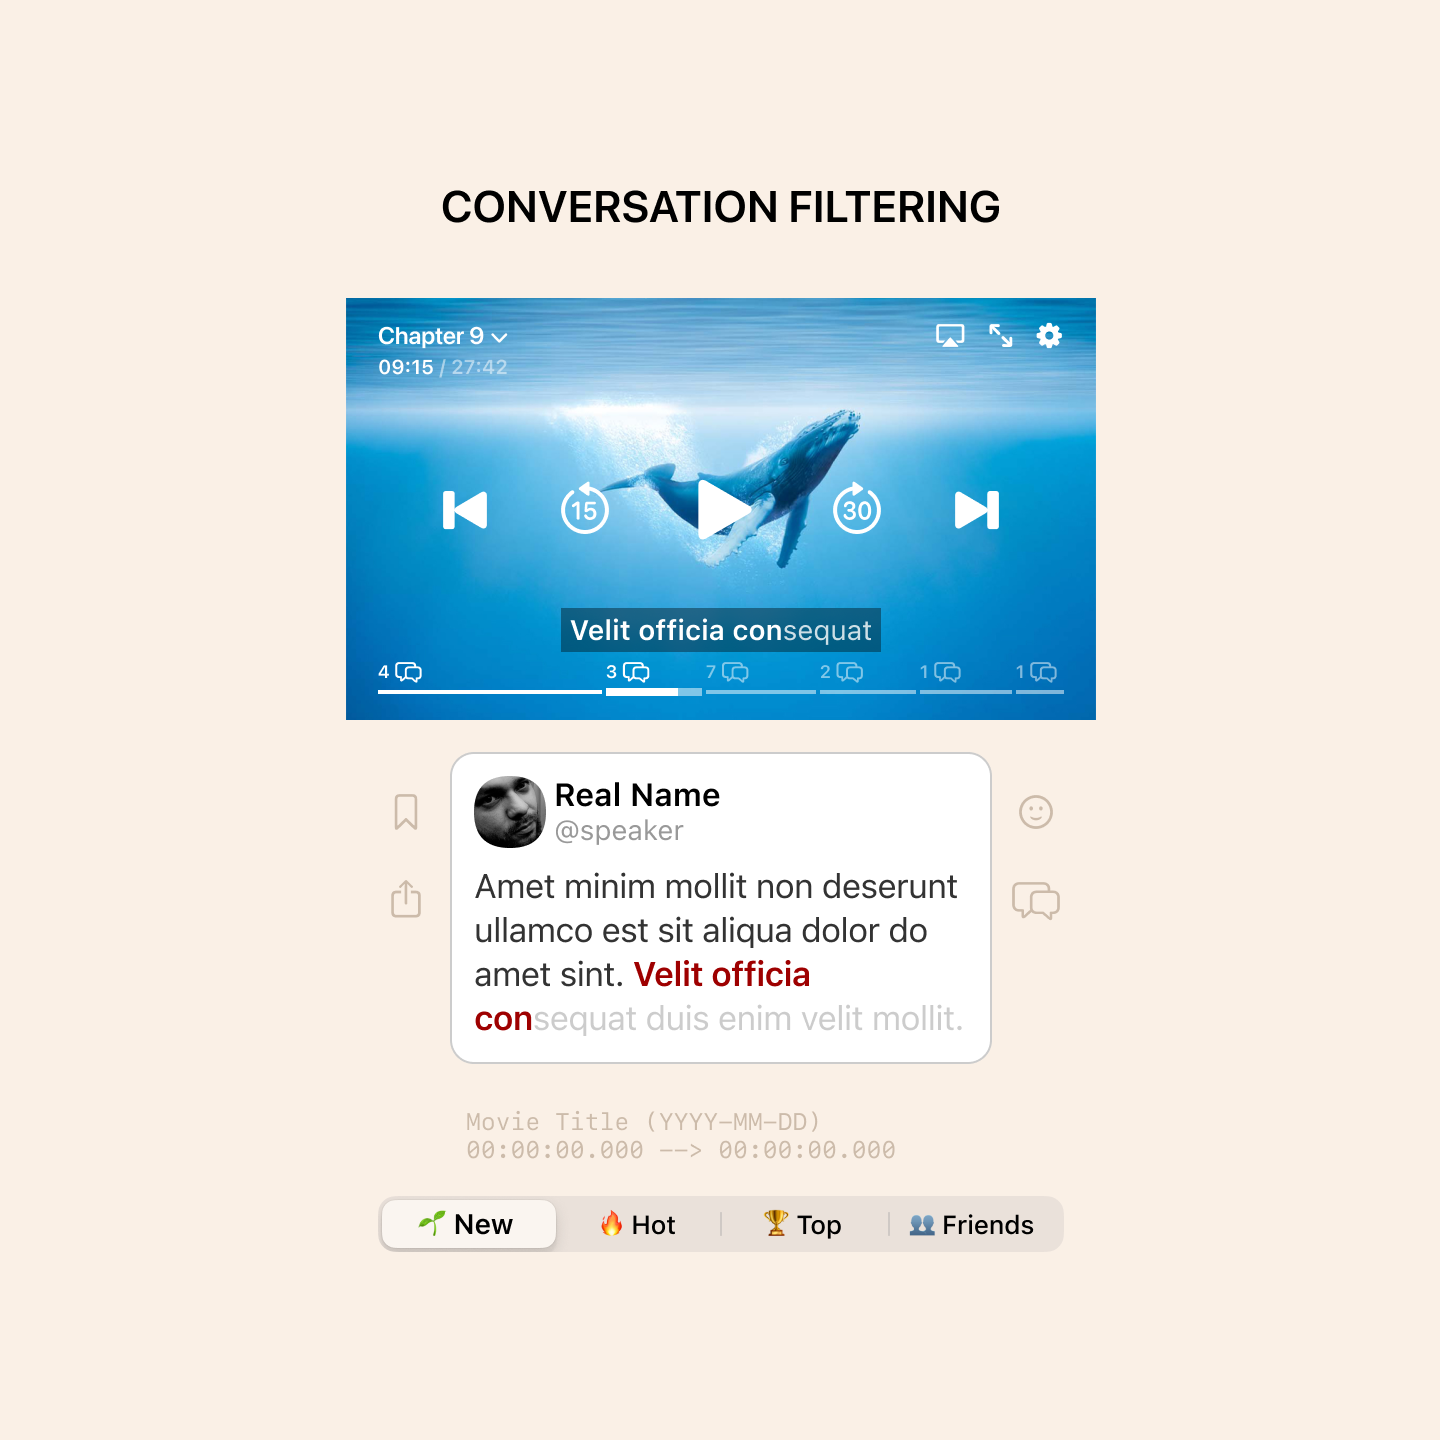 CONVERSATION FILTERING
Chapter 9
09:15 / 27:42
15
30
Velit officia consequat
4 3 7 2 1 1
Real Name
@speaker
Amet minim mollit non deserunt
ullamco est sit aliqua dolor do
amet sint. Velit officia
consequat duis enim velit mollit.
Movie Title (YYYY-MM-DD)
00:00:00.000 --> 00:00:00.000
New Hot Top Friends